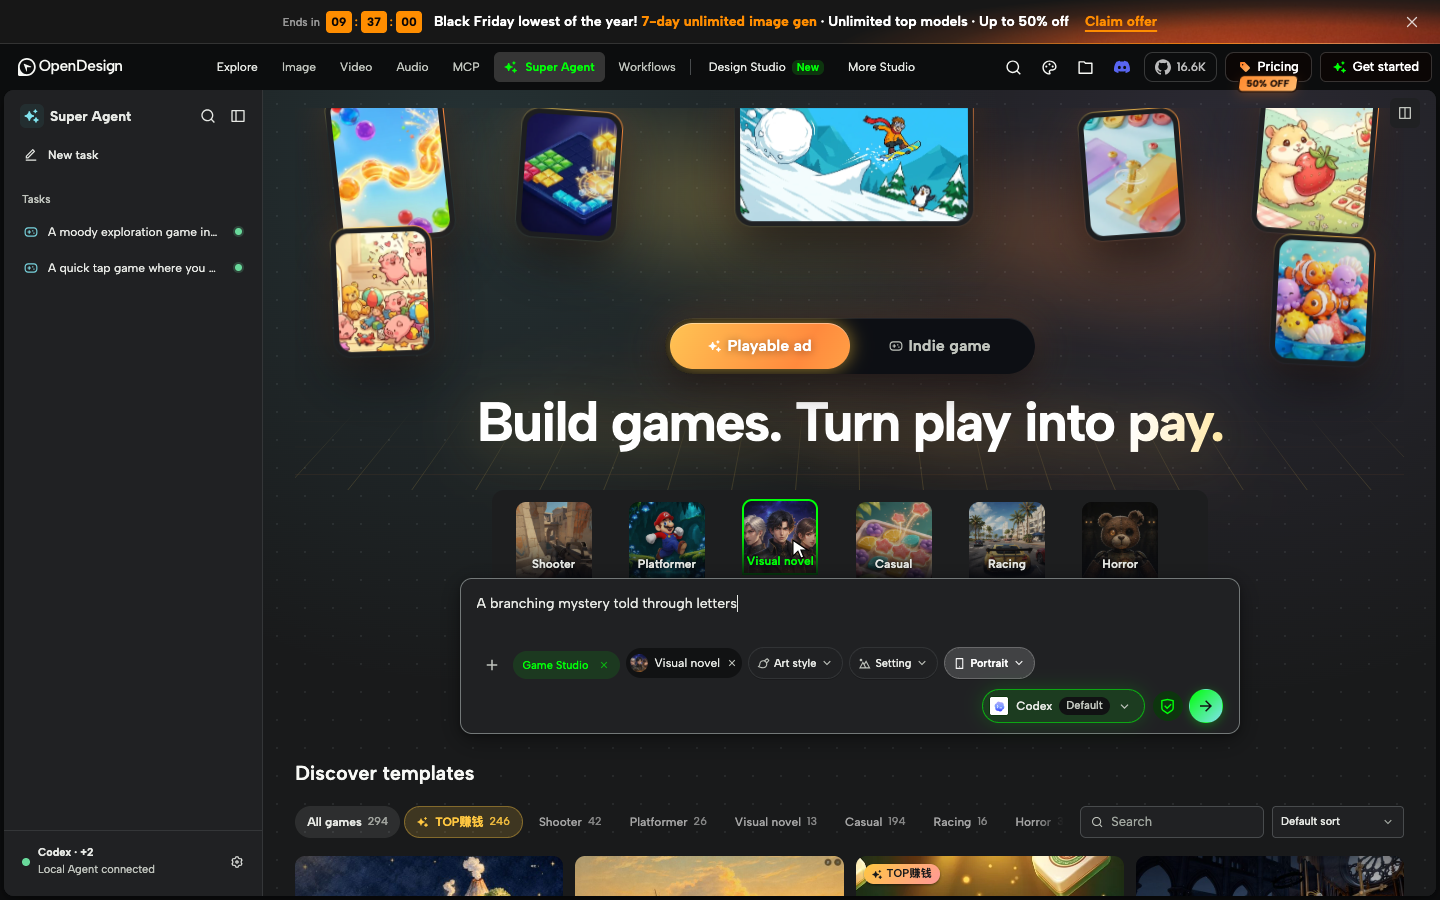 Ends in 09 : 37 : 00 Black Friday lowest of the year! 7-day unlimited image gen · Unlimited top models · Up to 50% off Claim offer
OpenDesign Explore Image Video Audio MCP Super Agent Workflows Design Studio New More Studio 16.6K Pricing Get started
50% OFF
Super Agent
New task
Tasks
A moody exploration game in...
A quick tap game where you ...
Playable ad Indie game
Build games. Turn play into pay.
Shooter Platformer Visual novel Casual Racing Horror
A branching mystery told through letters
Game Studio Visual novel Art style Setting Portrait
Codex Default
Discover templates
All games 294 TOP賺钱 246 Shooter 42 Platformer 26 Visual novel 13 Casual 194 Racing 16 Horror Search Default sort
TOP賺钱
Codex · +2
Local Agent connected